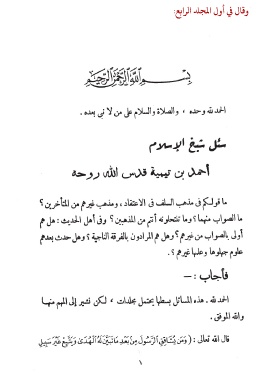 وقال في أول المجلد الرابع:
بسم الله الرحمن الرحيم
الحمد لله وحده ، والصلاة والسلام على من لا نبي بعده .
سئل شيخ الإسلام
أحمد بن تيمية قدس الله روحه
ما قولكم في مذهب السلف في الاعتقاد ، ومذهب غيرهم من المتأخرين ؟
ما الصواب منهما ؟ وما تنتحلونه أنتم من المذهبين ؟ وفي أهل الحديث : هل هم
أولى بالصواب من غيرهم ؟ وهل هم المرادون بالفرقة الناجية ؟ وهل حدث بعدهم
علوم جهلوها وعلمها غيرهم ؟ .
فأجاب : —
الحمد لله . هذه المسائل بسطها يحتمل مجلدات ، لكن نشير إلى المهم منها
والله الموفق .
قال الله تعالى : ( وَمَن يُشَاقِقِ الرَّسُولَ مِن بَعْدِ مَا تَبَيَّنَ لَهُ الْهُدَىٰ وَيَتَّبِعْ غَيْرَ سَبِيلِ
١